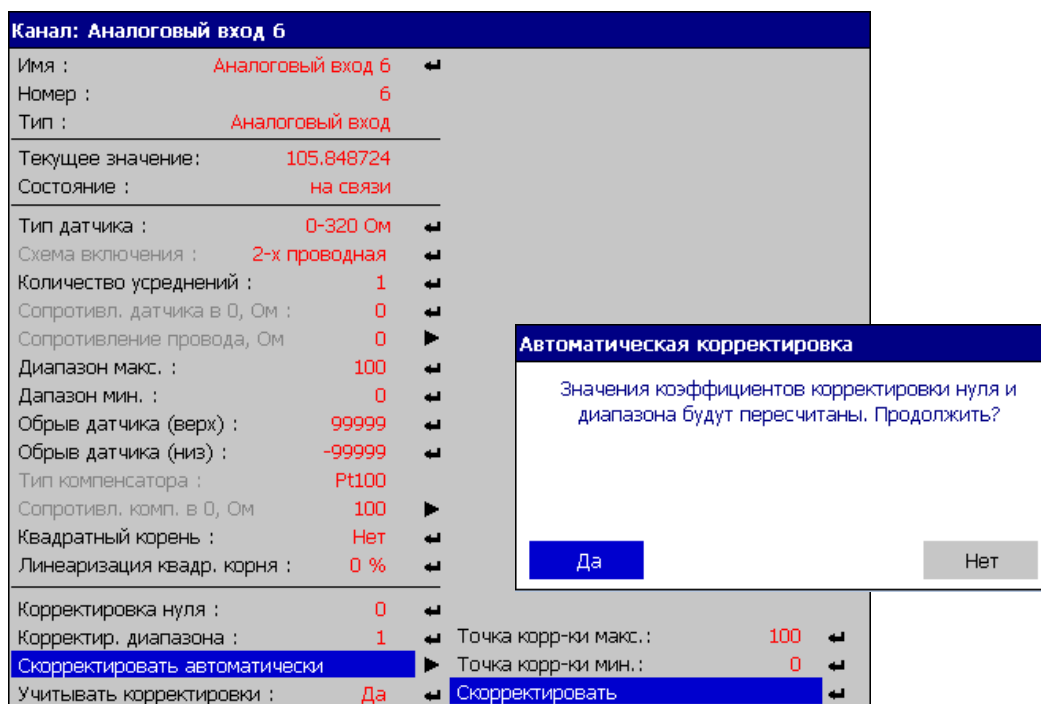 Канал: Аналоговый вход 6
Имя : Аналоговый вход 6
Номер : 6
Тип : Аналоговый вход
Текущее значение: 105.848724
Состояние : на связи
Тип датчика : 0-320 Ом
Схема включения : 2-х проводная
Количество усреднений : 1
Сопротивл. датчика в 0, Ом : 0
Сопротивление провода, Ом 0
Диапазон макс. : 100
Дапазон мин. : 0
Обрыв датчика (верх) : 99999
Обрыв датчика (низ) : -99999
Тип компенсатора : Pt100
Сопротивл. комп. в 0, Ом 100
Квадратный корень : Нет
Линеаризация квадр. корня : 0 %
Корректировка нуля : 0
Корректир. диапазона : 1
Скорректировать автоматически
Учитывать корректировки : Да
Точка корр-ки макс.: 100
Точка корр-ки мин.: 0
Скорректировать
Автоматическая корректировка
Значения коэффициентов корректировки нуля и
диапазона будут пересчитаны. Продолжить?
Да Нет